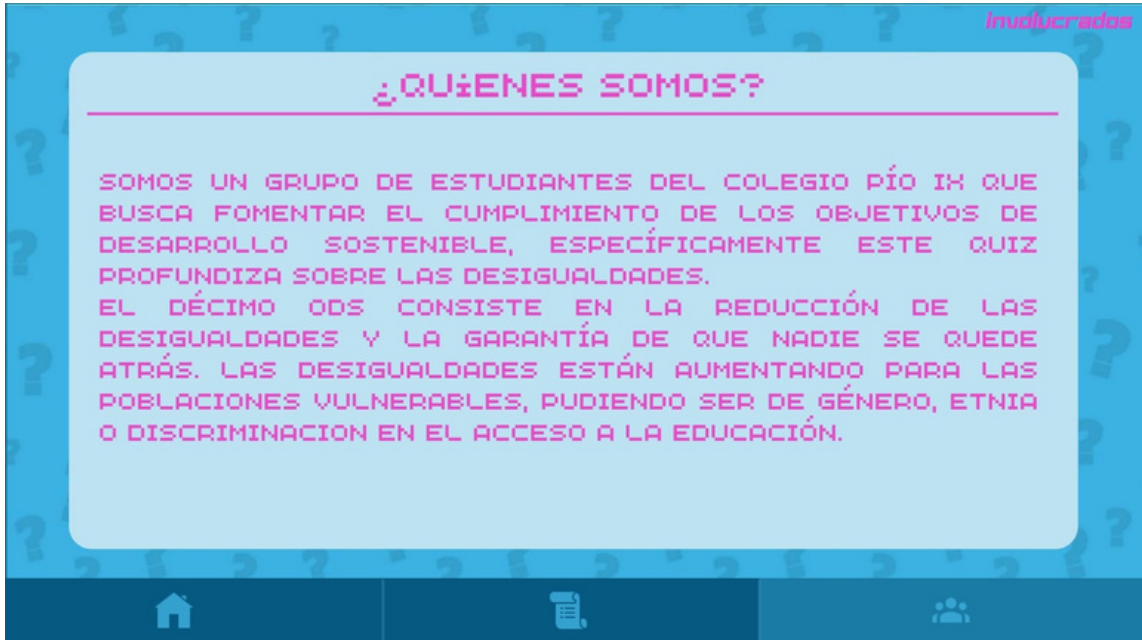 involucrados
¿QUiENES SOMOS?
SOMOS UN GRUPO DE ESTUDIANTES DEL COLEGIO PÍO IX QUE
BUSCA FOMENTAR EL CUMPLIMIENTO DE LOS OBJETIVOS DE
DESARROLLO SOSTENIBLE, ESPECÍFICAMENTE ESTE QUIZ
PROFUNDIZA SOBRE LAS DESIGUALDADES.
EL DÉCIMO ODS CONSISTE EN LA REDUCCIÓN DE LAS
DESIGUALDADES Y LA GARANTÍA DE QUE NADIE SE QUEDE
ATRÁS. LAS DESIGUALDADES ESTÁN AUMENTANDO PARA LAS
POBLACIONES VULNERABLES, PUDIENDO SER DE GÉNERO, ETNIA
O DISCRIMINACION EN EL ACCESO A LA EDUCACIÓN.